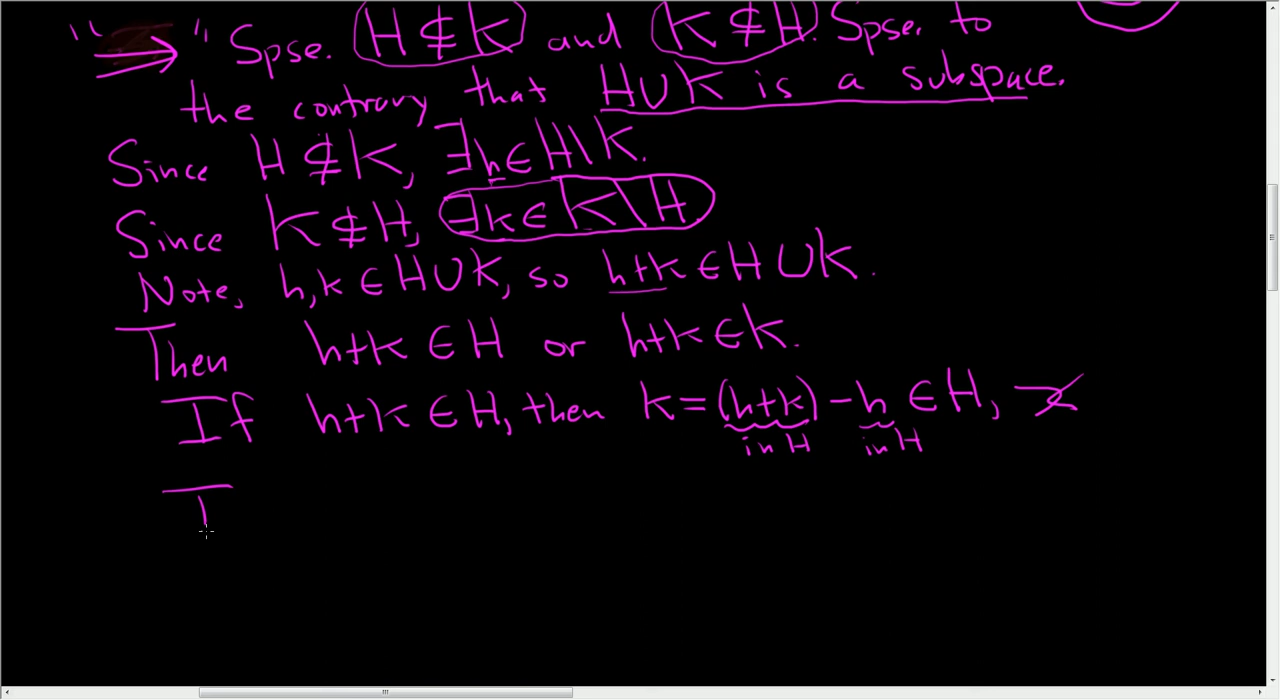 "⟹" Spse. H ⊈ K and K ⊈ H. Spse. to
the contrary that H∪K is a subspace.
Since H ⊈ K, ∃h∈H\K.
Since K ⊈ H, ∃k∈K\H.
Note, h,k ∈ H∪K, so h+k ∈ H∪K.
Then h+k ∈ H or h+k ∈ K.
If h+k ∈ H, then k = (h+k) - h ∈ H,
in H in H
I